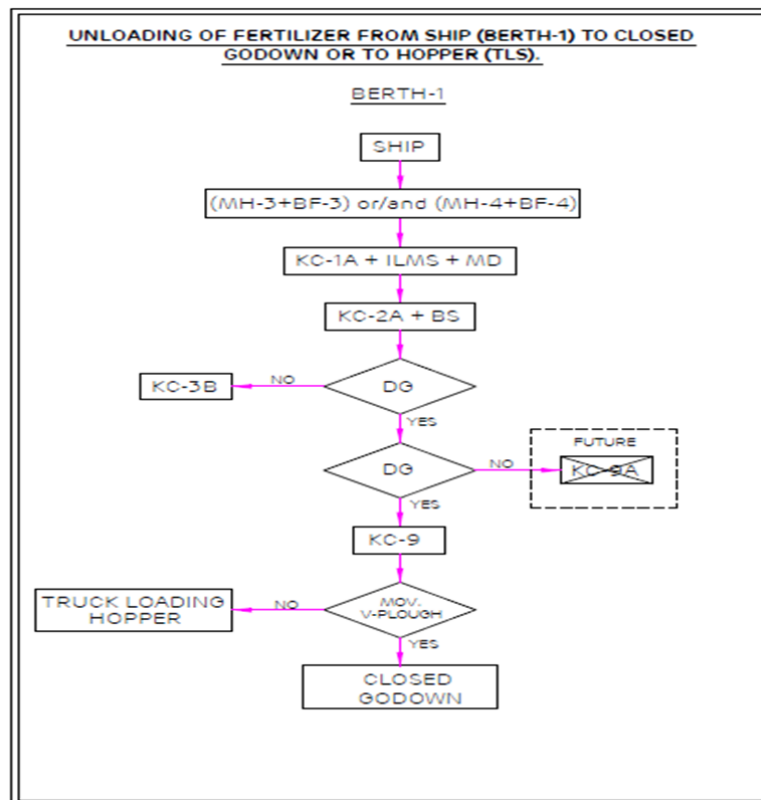 UNLOADING OF FERTILIZER FROM SHIP (BERTH-1) TO CLOSED
GODOWN OR TO HOPPER (TLS).
BERTH-1
SHIP
(MH-3+BF-3) or/and (MH-4+BF-4)
KC-1A + ILMS + MD
KC-2A + BS
KC-3B
NO
DG
YES
FUTURE
DG
NO
KC-9A
YES
KC-9
TRUCK LOADING
HOPPER
NO
MOV.
V-PLOUGH
YES
CLOSED
GODOWN